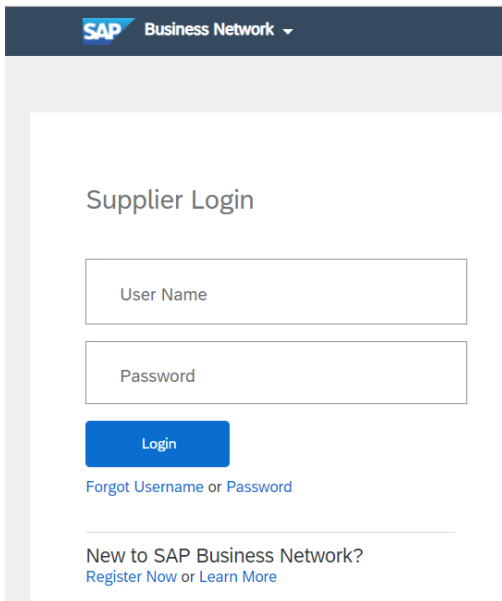 SAP Business Network
Supplier Login
User Name
Password
Login
Forgot Username or Password
New to SAP Business Network?
Register Now or Learn More